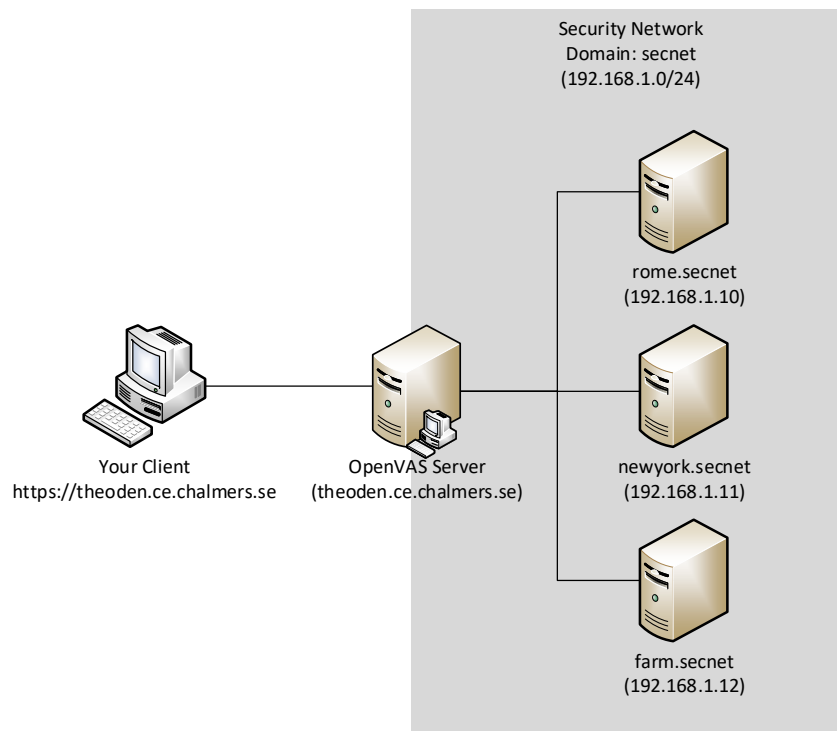 Security Network
Domain: secnet
(192.168.1.0/24)
rome.secnet
(192.168.1.10)
Your Client
https://theoden.ce.chalmers.se
OpenVAS Server
(theoden.ce.chalmers.se)
newyork.secnet
(192.168.1.11)
farm.secnet
(192.168.1.12)